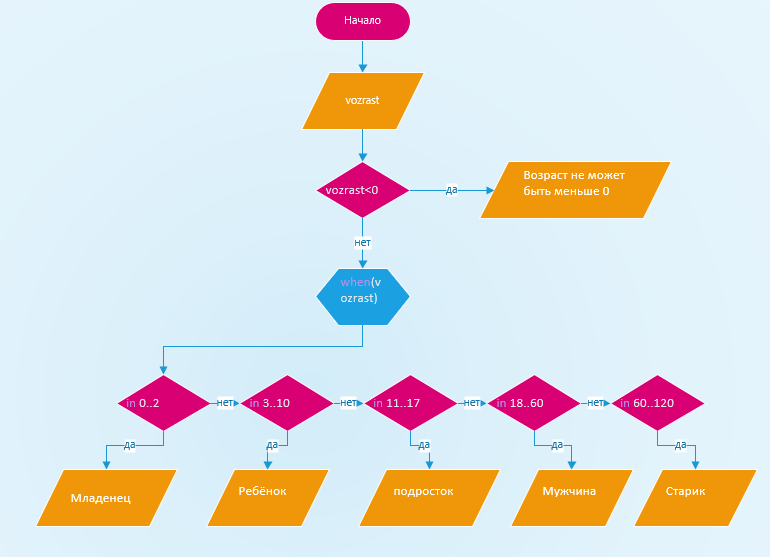 Начало
vozrast
vozrast<0
да
Возраст не может
быть меньше 0
нет
when(v
ozrast)
in 0..2
нет
in 3..10
нет
in 11..17
нет
in 18..60
нет
in 60..120
да
да
да
да
да
Младенец
Ребёнок
подросток
Мужчина
Старик